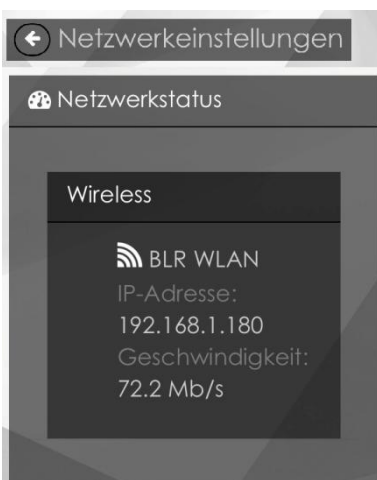 Netzwerkeinstellungen
Netzwerkstatus
Wireless
BLR WLAN
IP-Adresse:
192.168.1.180
Geschwindigkeit:
72.2 Mb/s